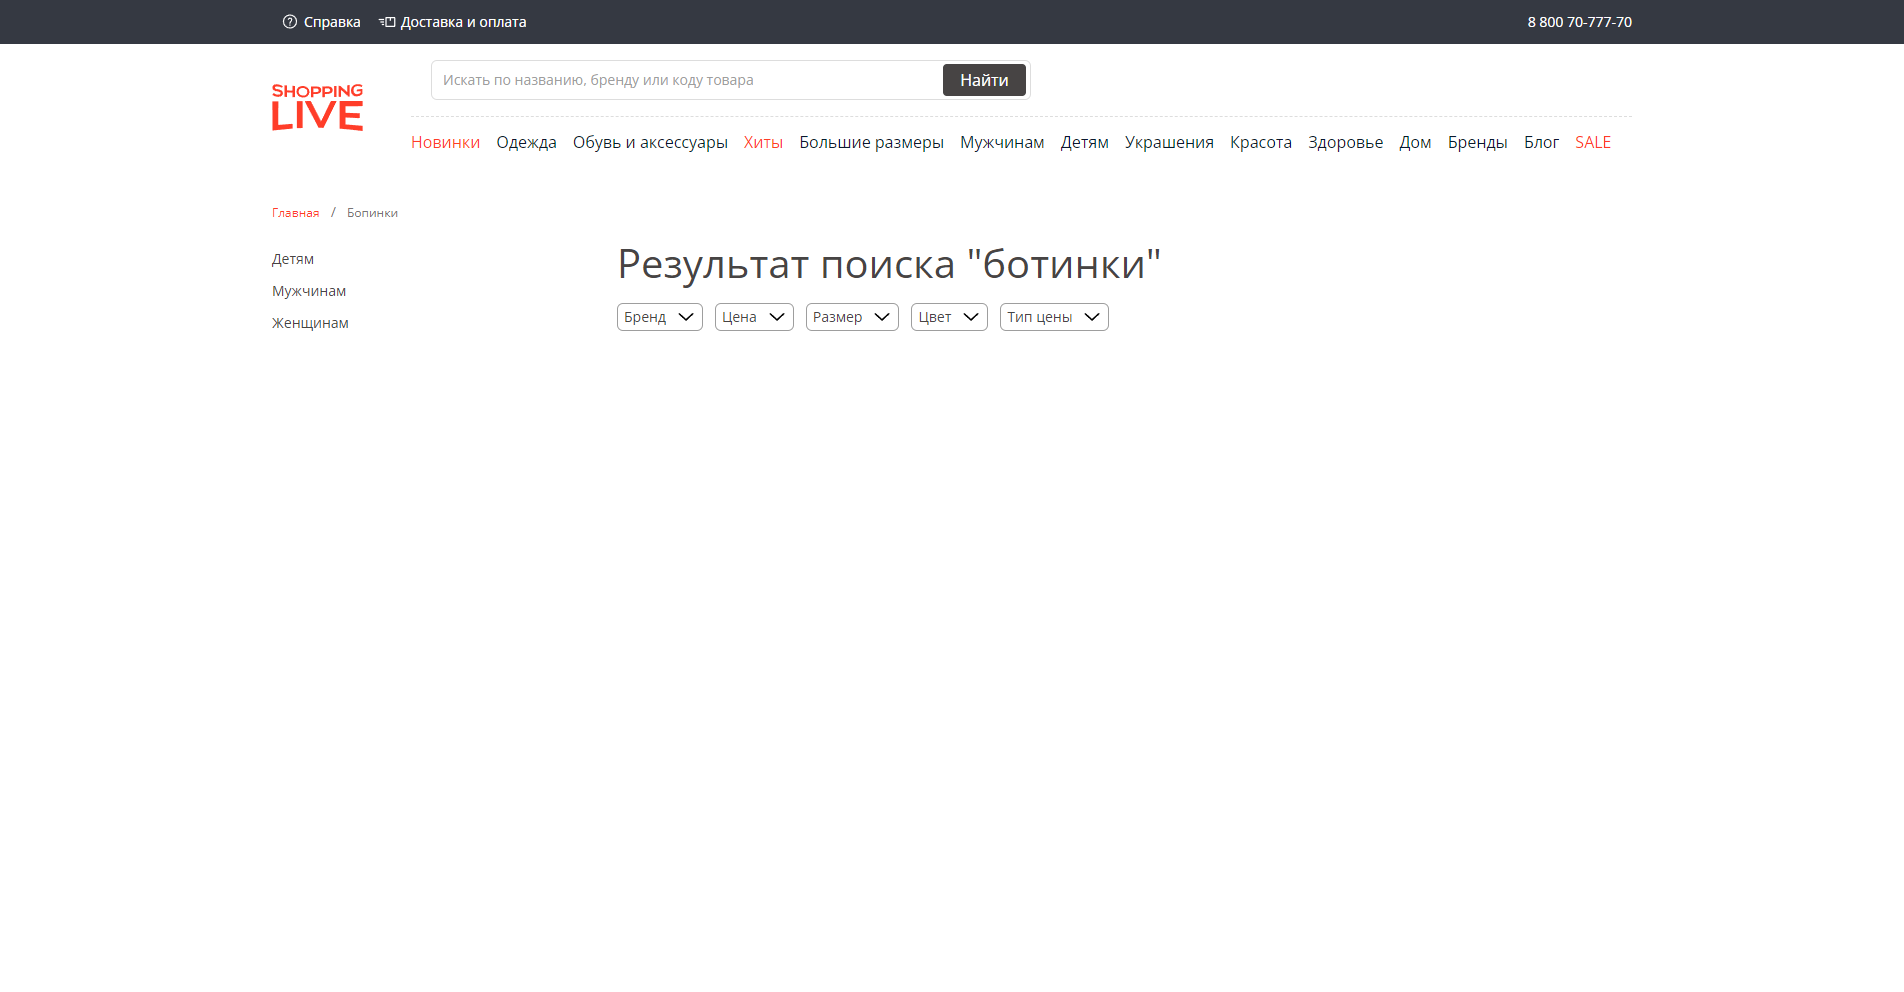 Справка Доставка и оплата 8 800 70-777-70
Искать по названию, бренду или коду товара Найти
SHOPPING
LIVE
Новинки Одежда Обувь и аксессуары Хиты Большие размеры Мужчинам Детям Украшения Красота Здоровье Дом Бренды Блог SALE
Главная / Бопинки
Детям
Мужчинам
Женщинам
Результат поиска "ботинки"
Бренд Цена Размер Цвет Тип цены